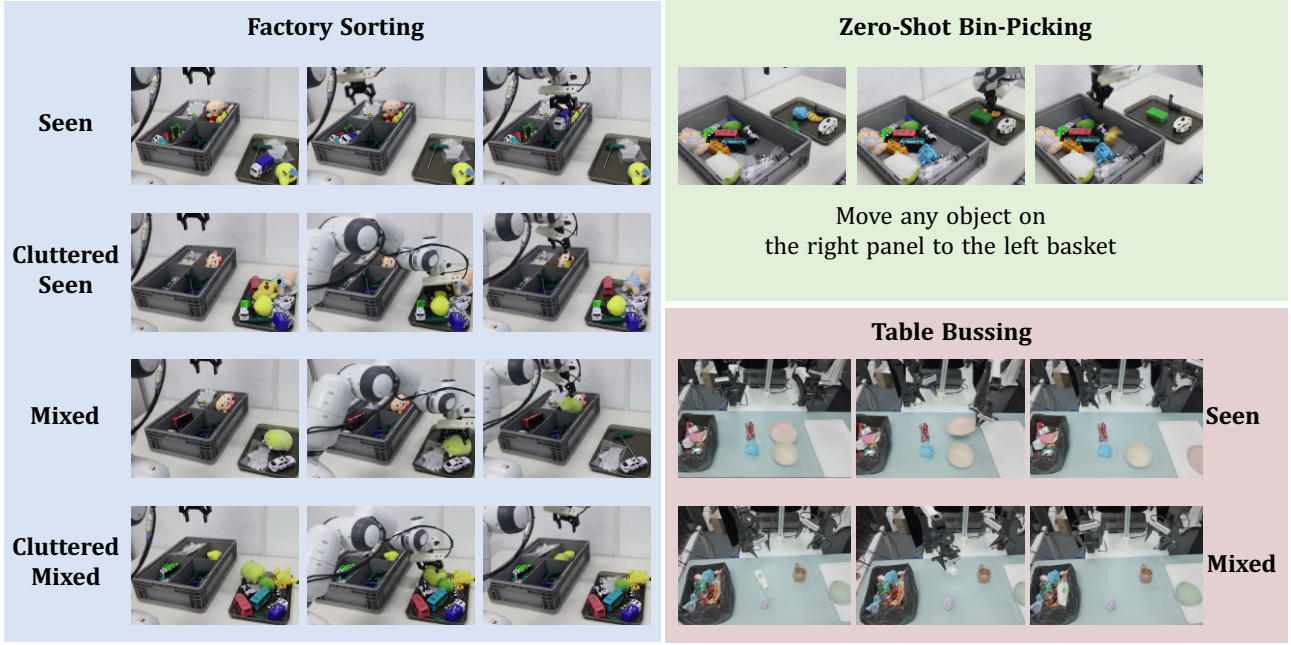 Factory Sorting
Seen
Cluttered
Seen
Mixed
Cluttered
Mixed
Zero-Shot Bin-Picking
Move any object on
the right panel to the left basket
Table Bussing
Seen
Mixed